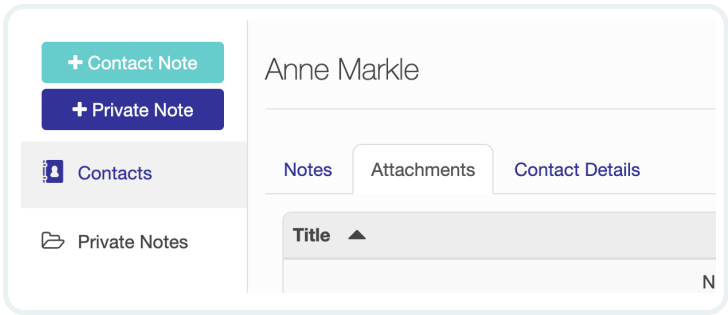 + Contact Note
+ Private Note
Contacts
Private Notes
Anne Markle
Notes Attachments Contact Details
Title
N